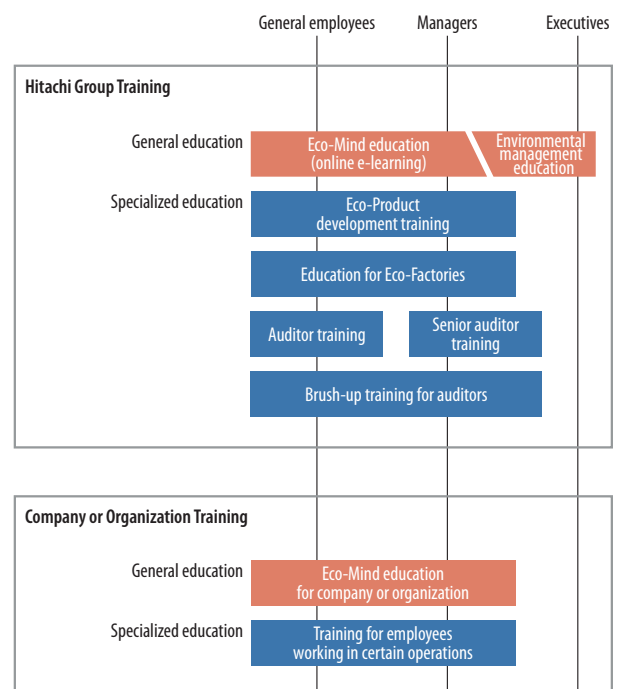 General employees Managers Executives
Hitachi Group Training
General education
Eco-Mind education
(online e-learning)
Environmental
management
education
Specialized education
Eco-Product
development training
Education for Eco-Factories
Auditor training
Senior auditor
training
Brush-up training for auditors
Company or Organization Training
General education
Eco-Mind education
for company or organization
Specialized education
Training for employees
working in certain operations